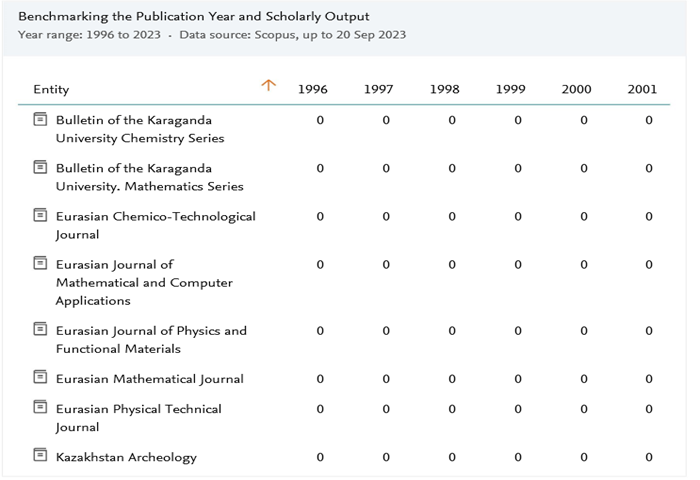 Benchmarking the Publication Year and Scholarly Output
Year range: 1996 to 2023 · Data source: Scopus, up to 20 Sep 2023
Entity ↑ 1996 1997 1998 1999 2000 2001
Bulletin of the Karaganda 0 0 0 0 0 0
University Chemistry Series
Bulletin of the Karaganda 0 0 0 0 0 0
University. Mathematics Series
Eurasian Chemico-Technological 0 0 0 0 0 0
Journal
Eurasian Journal of 0 0 0 0 0 0
Mathematical and Computer
Applications
Eurasian Journal of Physics and 0 0 0 0 0 0
Functional Materials
Eurasian Mathematical Journal 0 0 0 0 0 0
Eurasian Physical Technical 0 0 0 0 0 0
Journal
Kazakhstan Archeology 0 0 0 0 0 0